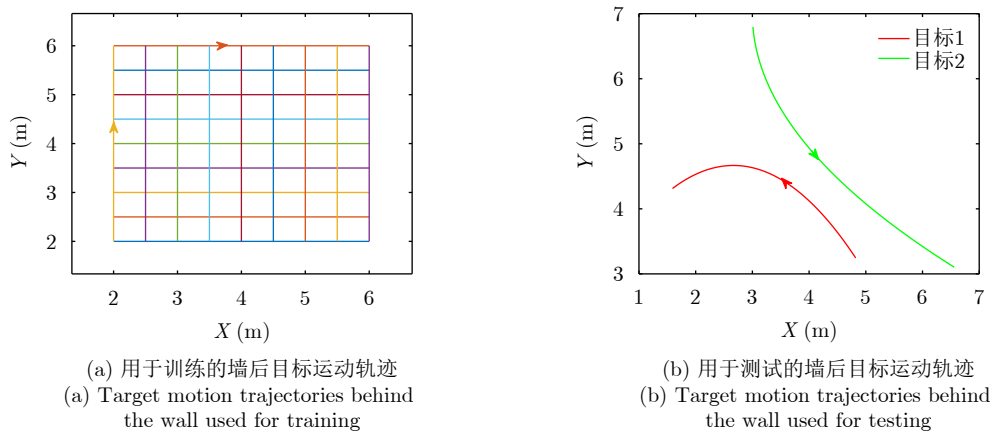 6
5
4
3
2
Y (m)
2
3
4
5
6
X (m)
(a) 用于训练的墙后目标运动轨迹
(a) Target motion trajectories behind
the wall used for training
7
6
5
4
3
Y (m)
目标1
目标2
1
2
3
4
5
6
7
X (m)
(b) 用于测试的墙后目标运动轨迹
(b) Target motion trajectories behind
the wall used for testing